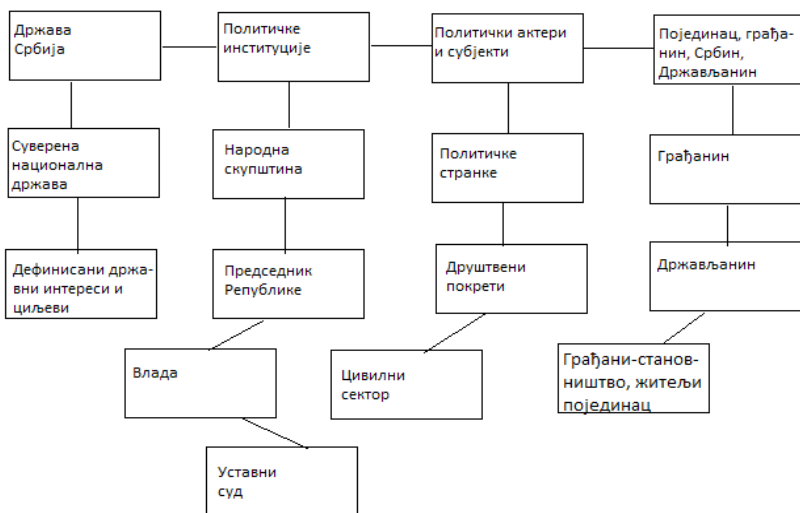 Држава
Србија
Политичке
институције
Политички актери
и субјекти
Појединац, грађа-
нин, Србин,
Држављанин
Суверена
национална
држава
Народна
скупштина
Политичке
странке
Грађанин
Дефинисани држа-
вни интереси и
циљеви
Председник
Републике
Друштвени
покрети
Држављанин
Влада
Цивилни
сектор
Грађани-станов-
ништво, житељи
појединац
Уставни
суд